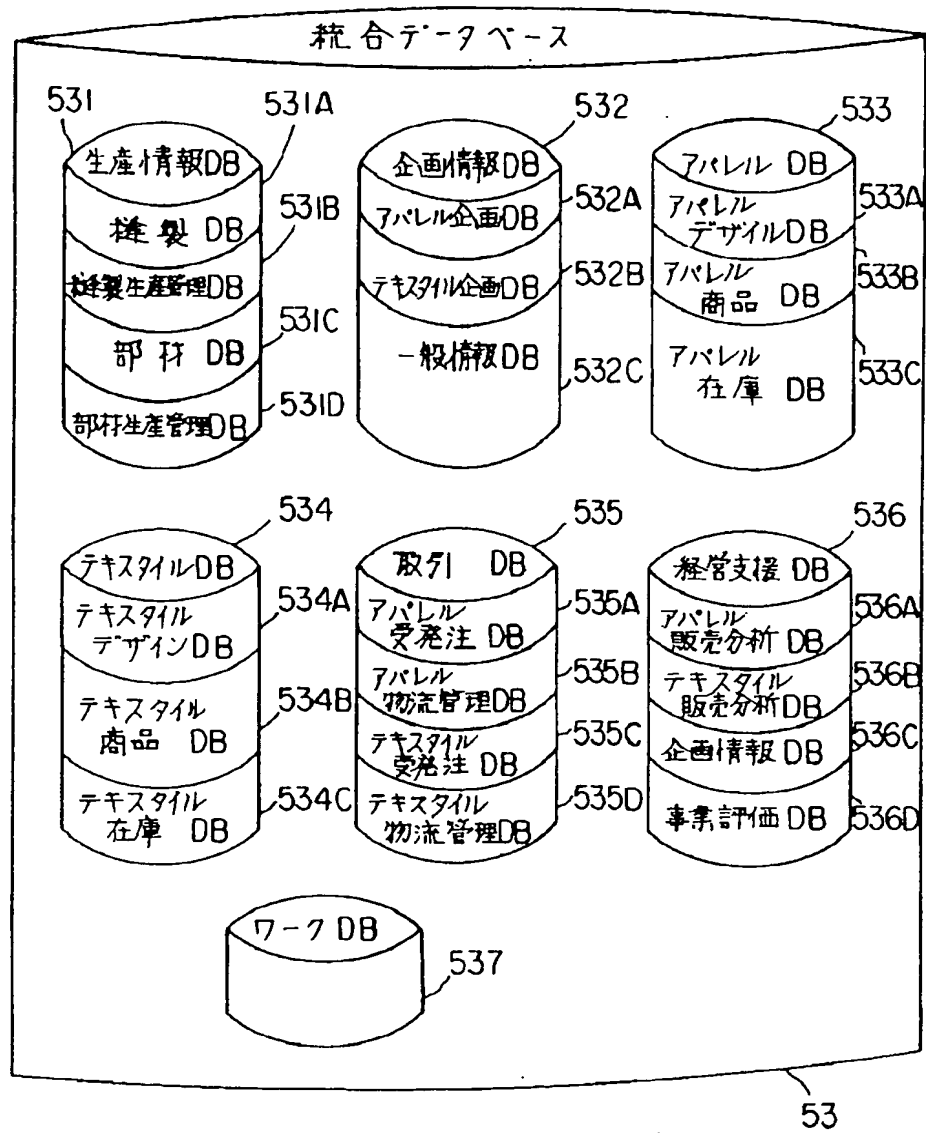 統合データベース
531
531A
532
533
生産情報DB
企画情報DB
アパレル DB
縫製 DB
531B
アパレル企画DB
532A
アパレル
デザイルDB
533A
縫製生産管理DB
テキスタイル企画DB
532B
アパレル
商品 DB
533B
部材 DB
531C
一般情報DB
532C
アパレル
在庫 DB
533C
部材生産管理DB
531D
534
535
536
テキスタイルDB
取引 DB
経営支援DB
テキスタイル
デザインDB
534A
アパレル
受発注 DB
535A
アパレル
販売分析DB
536A
テキスタイル
商品 DB
534B
アパレル
物流管理DB
535B
テキスタイル
販売分析DB
536B
テキスタイル
受発注 DB
535C
企画情報DB
536C
テキスタイル
在庫 DB
534C
テキスタイル
物流管理DB
535D
事業評価DB
536D
ワークDB
537
53